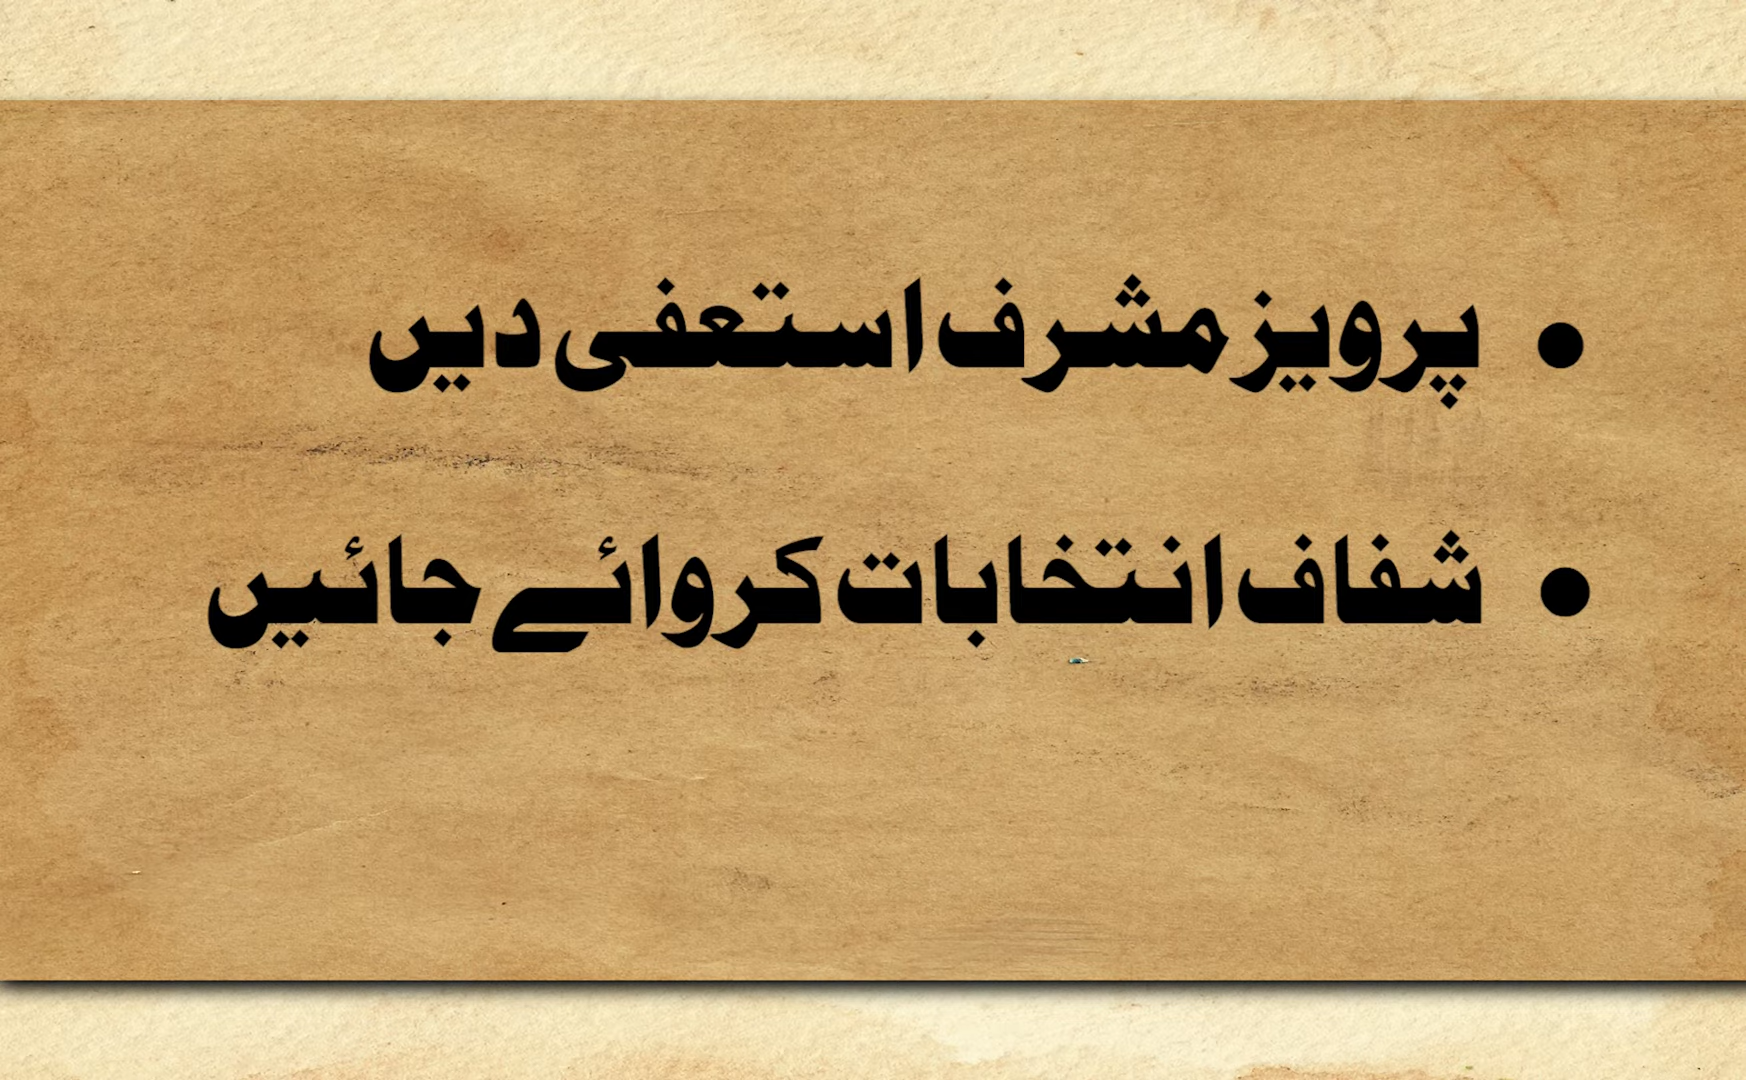 • پرویز مشرف استعفی دیں
• شفاف انتخابات کروائے جائیں